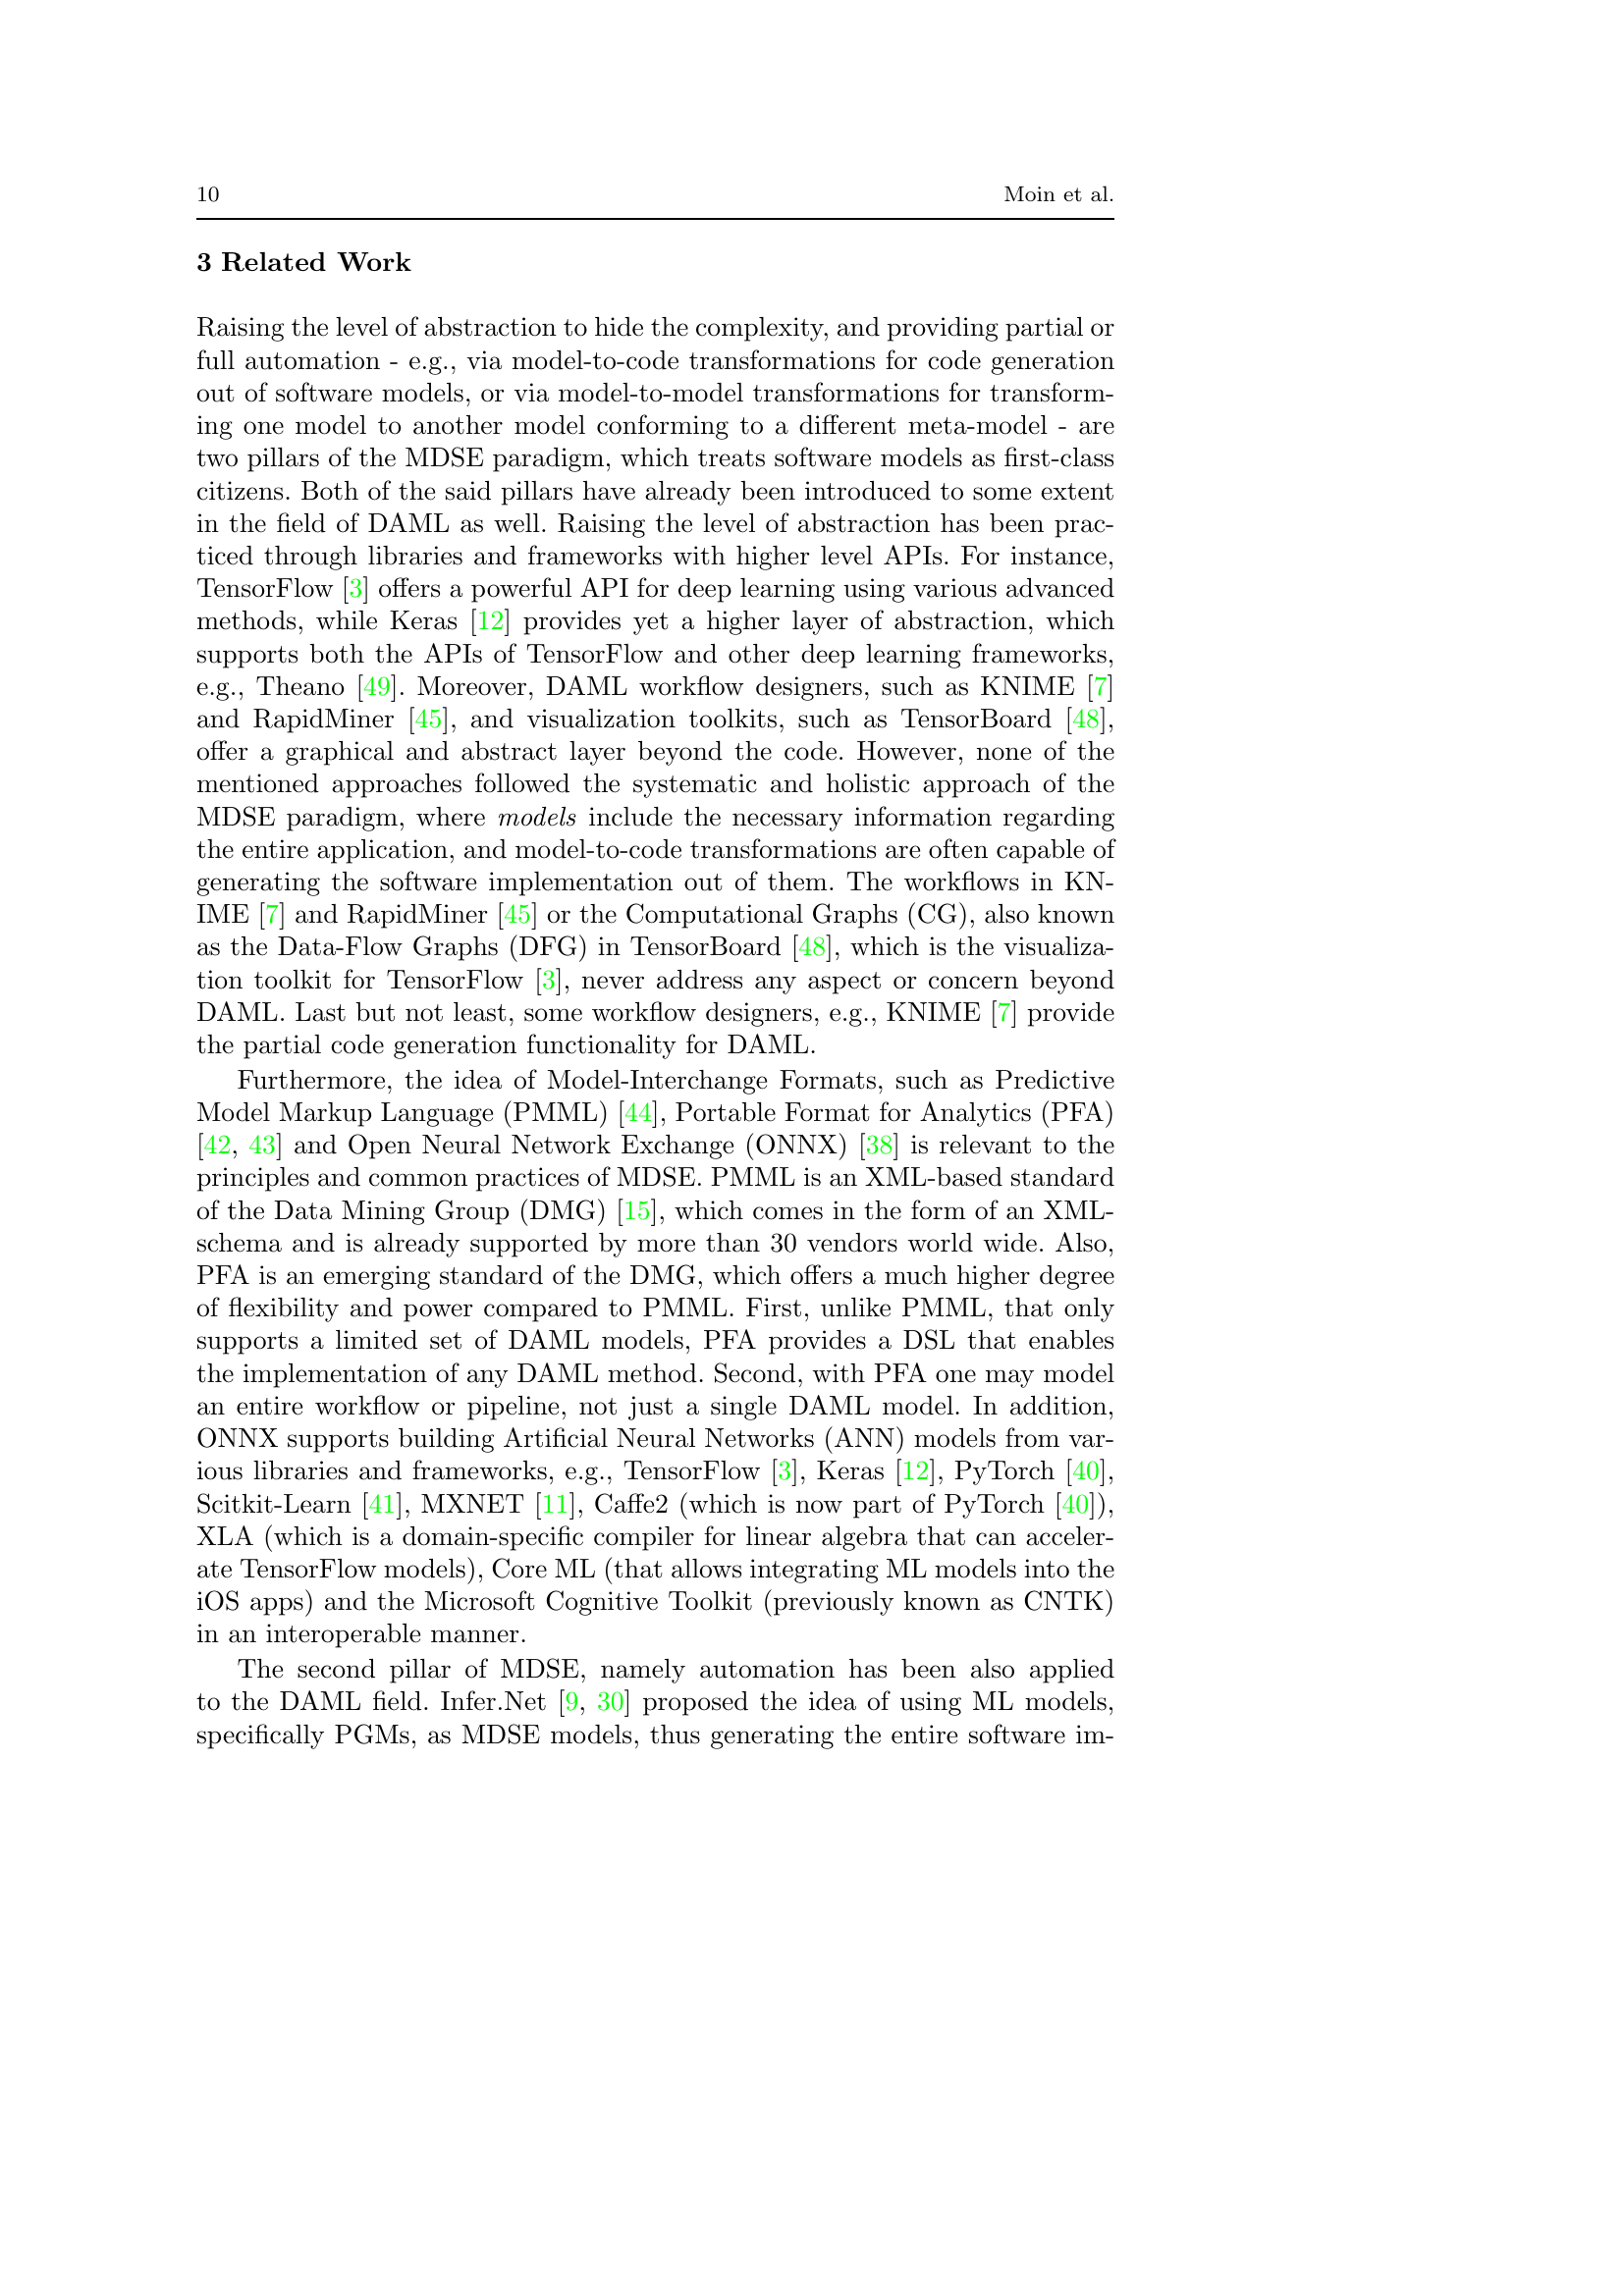 10
Moin et al.
3 Related Work
Raising the level of abstraction to hide the complexity, and providing partial or
full automation - e.g., via model-to-code transformations for code generation
out of software models, or via model-to-model transformations for transform-
ing one model to another model conforming to a different meta-model - are
two pillars of the MDSE paradigm, which treats software models as first-class
citizens. Both of the said pillars have already been introduced to some extent
in the field of DAML as well. Raising the level of abstraction has been prac-
ticed through libraries and frameworks with higher level APIs. For instance,
TensorFlow [3] offers a powerful API for deep learning using various advanced
methods, while Keras [12] provides yet a higher layer of abstraction, which
supports both the APIs of TensorFlow and other deep learning frameworks,
e.g., Theano [49]. Moreover, DAML workflow designers, such as KNIME [7]
and RapidMiner [45], and visualization toolkits, such as TensorBoard [48],
offer a graphical and abstract layer beyond the code. However, none of the
mentioned approaches followed the systematic and holistic approach of the
MDSE paradigm, where models include the necessary information regarding
the entire application, and model-to-code transformations are often capable of
generating the software implementation out of them. The workflows in KN-
IME [7] and RapidMiner [45] or the Computational Graphs (CG), also known
as the Data-Flow Graphs (DFG) in TensorBoard [48], which is the visualiza-
tion toolkit for TensorFlow [3], never address any aspect or concern beyond
DAML. Last but not least, some workflow designers, e.g., KNIME [7] provide
the partial code generation functionality for DAML.
Furthermore, the idea of Model-Interchange Formats, such as Predictive
Model Markup Language (PMML) [44], Portable Format for Analytics (PFA)
[42, 43] and Open Neural Network Exchange (ONNX) [38] is relevant to the
principles and common practices of MDSE. PMML is an XML-based standard
of the Data Mining Group (DMG) [15], which comes in the form of an XML-
schema and is already supported by more than 30 vendors world wide. Also,
PFA is an emerging standard of the DMG, which offers a much higher degree
of flexibility and power compared to PMML. First, unlike PMML, that only
supports a limited set of DAML models, PFA provides a DSL that enables
the implementation of any DAML method. Second, with PFA one may model
an entire workflow or pipeline, not just a single DAML model. In addition,
ONNX supports building Artificial Neural Networks (ANN) models from var-
ious libraries and frameworks, e.g., TensorFlow [3], Keras [12], PyTorch [40],
Scitkit-Learn [41], MXNET [11], Caffe2 (which is now part of PyTorch [40]),
XLA (which is a domain-specific compiler for linear algebra that can acceler-
ate TensorFlow models), Core ML (that allows integrating ML models into the
iOS apps) and the Microsoft Cognitive Toolkit (previously known as CNTK)
in an interoperable manner.
The second pillar of MDSE, namely automation has been also applied
to the DAML field. Infer.Net [9, 30] proposed the idea of using ML models,
specifically PGMs, as MDSE models, thus generating the entire software im-